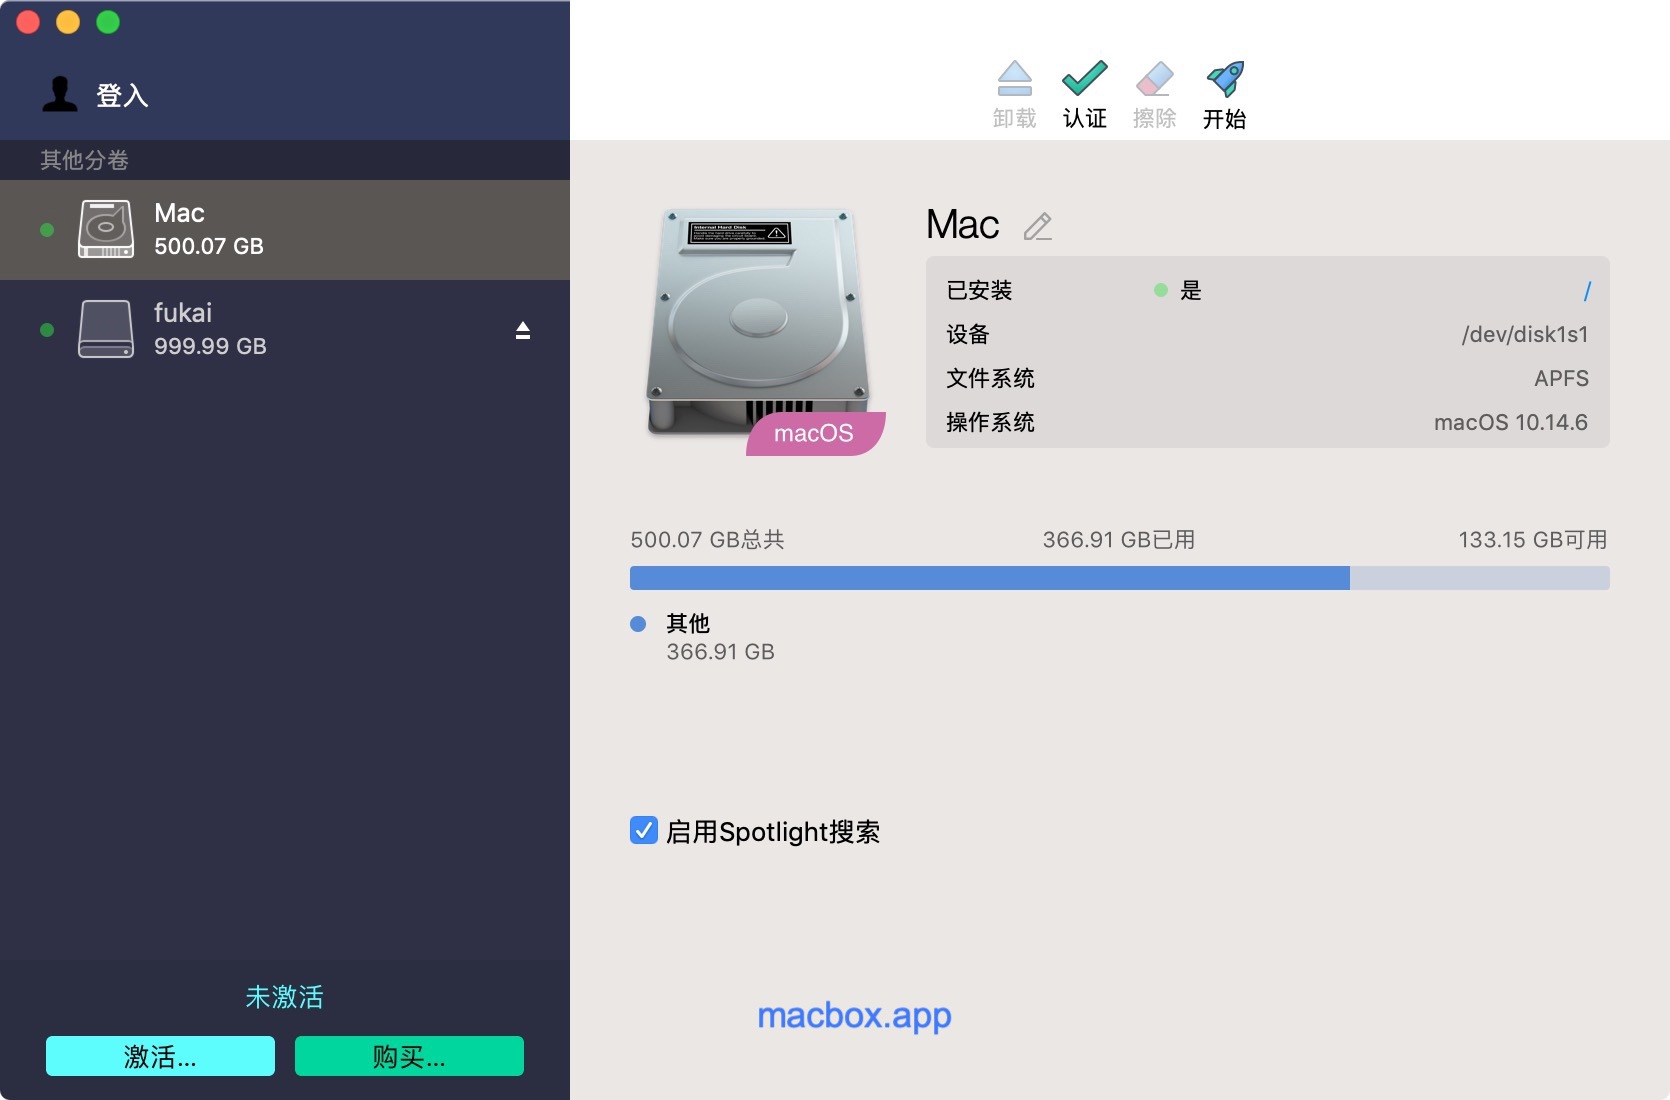 登入
其他分卷
Mac
500.07 GB
fukai
999.99 GB
未激活
激活...
购买...
卸载
认证
擦除
开始
Internal Hard Disk
macOS
Mac
已安装 是 /
设备 /dev/disk1s1
文件系统 APFS
操作系统 macOS 10.14.6
500.07 GB总共 366.91 GB已用 133.15 GB可用
其他
366.91 GB
启用Spotlight搜索
macbox.app